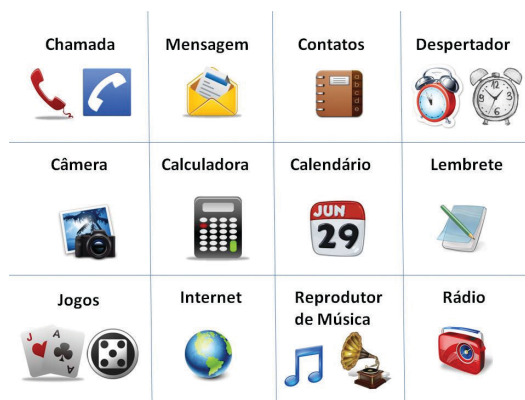 Chamada
Mensagem
Contatos
Despertador
Câmera
Calculadora
Calendário
Lembrete
JUN
29
Jogos
Internet
Reprodutor
de Música
Rádio